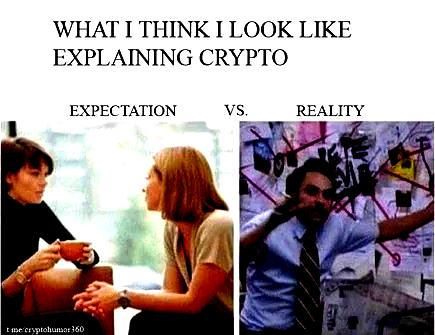 WHAT I THINK I LOOK LIKE
EXPLAINING CRYPTO
EXPECTATION VS. REALITY
t.me/cryptohumor360